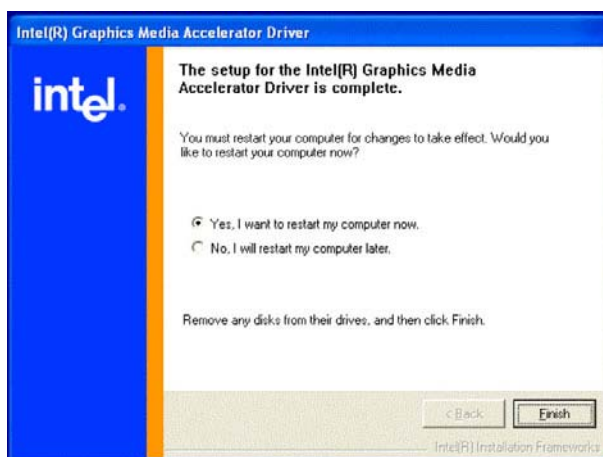 Intel(R) Graphics Media Accelerator Driver
intel.
The setup for the Intel(R) Graphics Media
Accelerator Driver is complete.
You must restart your computer for changes to take effect. Would you
like to restart your computer now?
Yes, I want to restart my computer now.
No, I will restart my computer later.
Remove any disks from their drives, and then click Finish.
< Back
Finish
Intel(R) Installation Frameworks